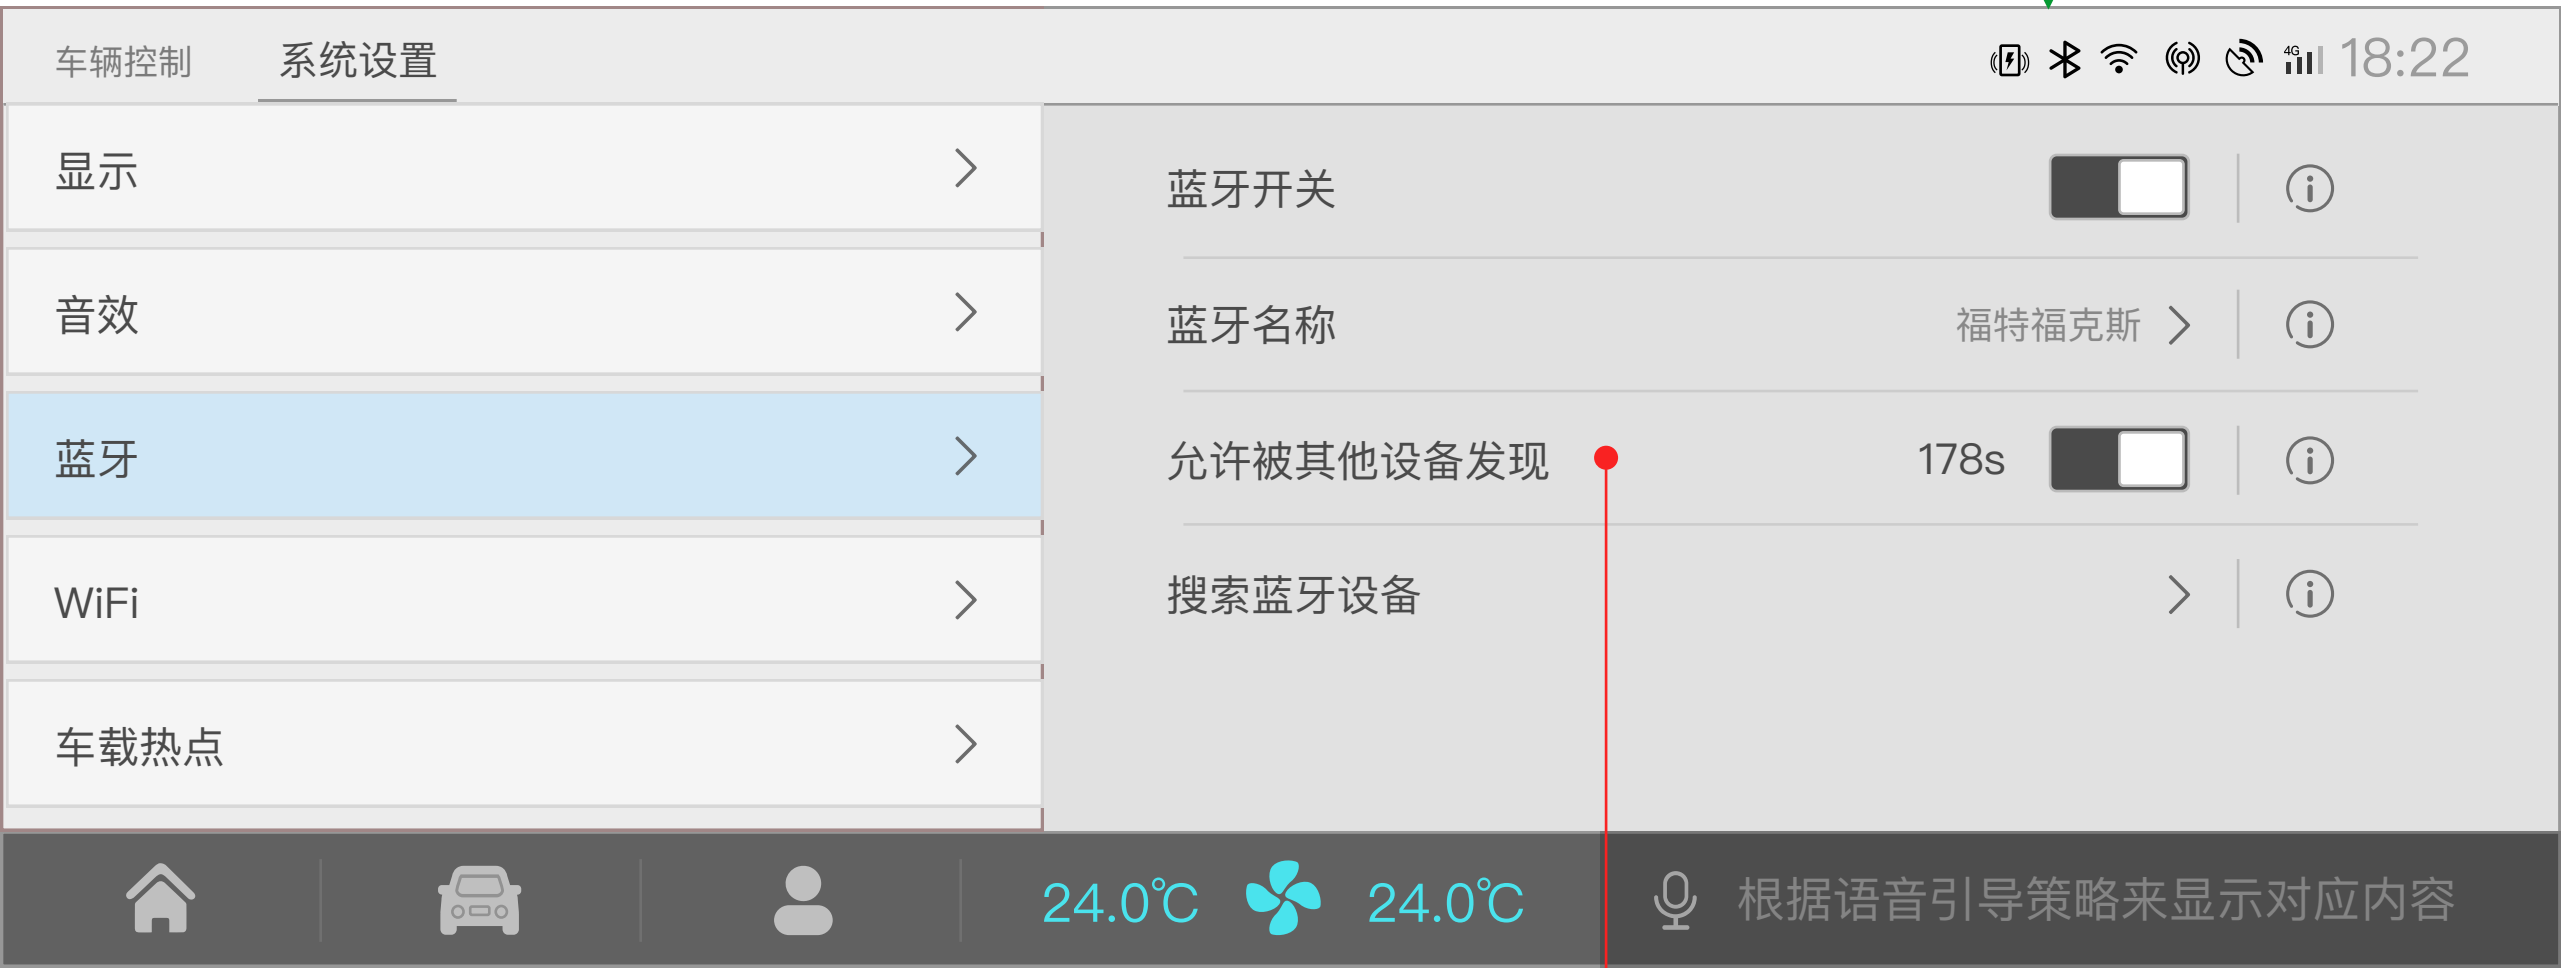 车辆控制 系统设置 4G 18:22
显示
音效
蓝牙
WiFi
车载热点
蓝牙开关
蓝牙名称 福特福克斯
允许被其他设备发现 178s
搜索蓝牙设备
24.0℃ 24.0℃ 根据语音引导策略来显示对应内容